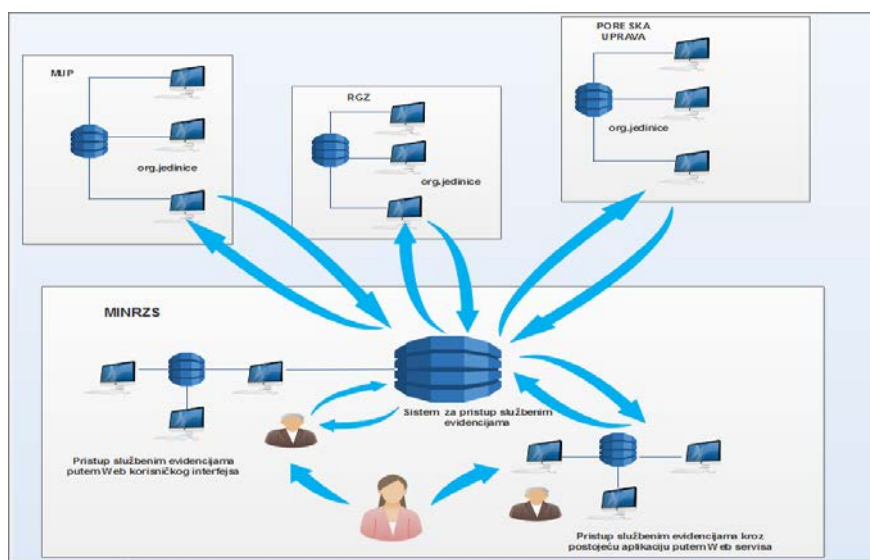 MUP
org.jedinice
RGZ
org.jedinice
PORESKA
UPRAVA
org.jedinice
MINRZS
Sistem za pristup službenim
evidencijama
Pristup službenim evidencijama
putem Web korisničkog interfejsa
Pristup službenim evidencijama kroz
postojeću aplikaciju putem Web servisa